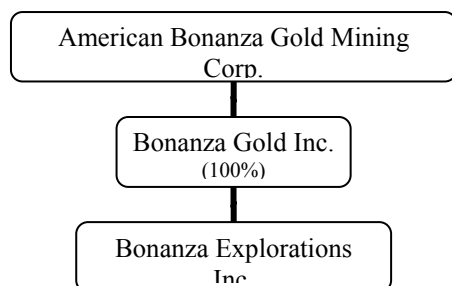 American Bonanza Gold Mining
Corp.
Bonanza Gold Inc.
(100%)
Bonanza Explorations
Inc